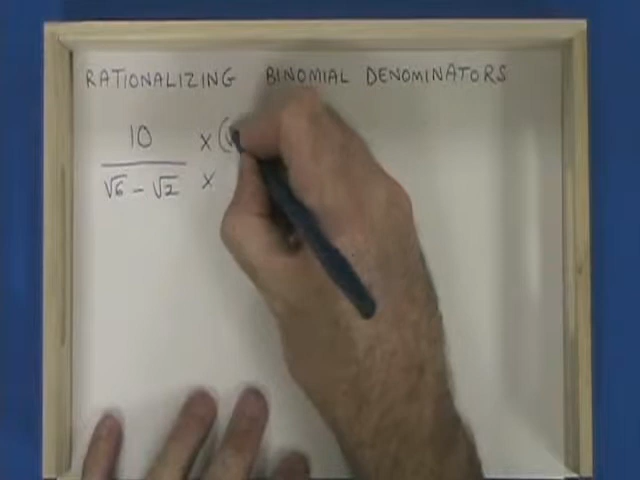 RATIONALIZING BINOMIAL DENOMINATORS
10 × (
√6 - √2 ×